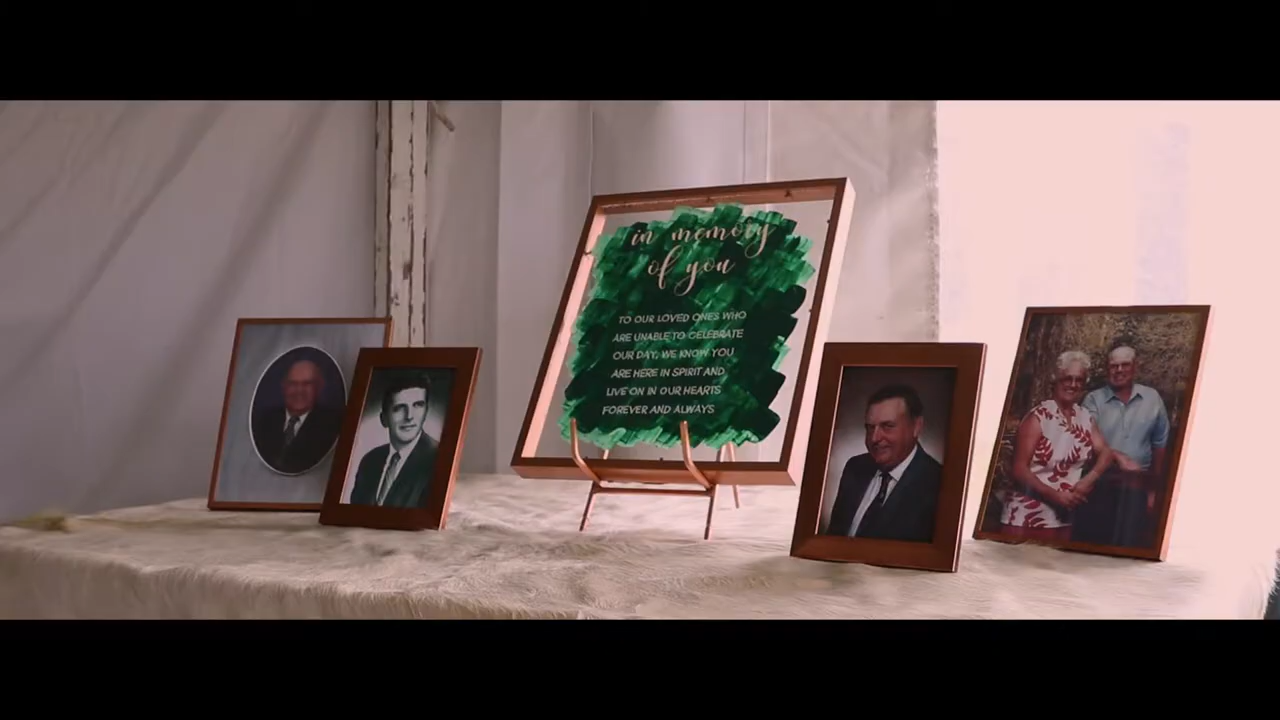 in memory
of you
TO OUR LOVED ONES WHO
ARE UNABLE TO CELEBRATE
OUR DAY, WE KNOW YOU
ARE HERE IN SPIRIT AND
LIVE ON IN OUR HEARTS
FOREVER AND ALWAYS